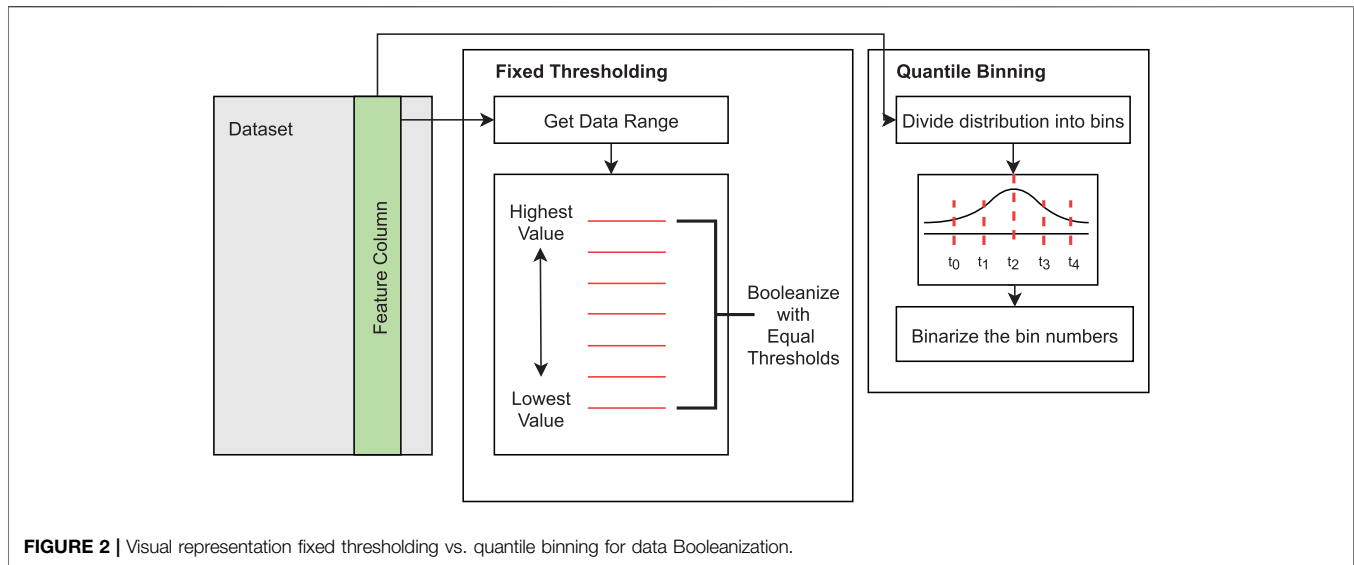 Dataset
Feature Column
Fixed Thresholding
Get Data Range
Highest
Value
Lowest
Value
Booleanize
with
Equal
Thresholds
Quantile Binning
Divide distribution into bins
t0 t1 t2 t3 t4
Binarize the bin numbers
FIGURE 2 | Visual representation fixed thresholding vs. quantile binning for data Booleanization.